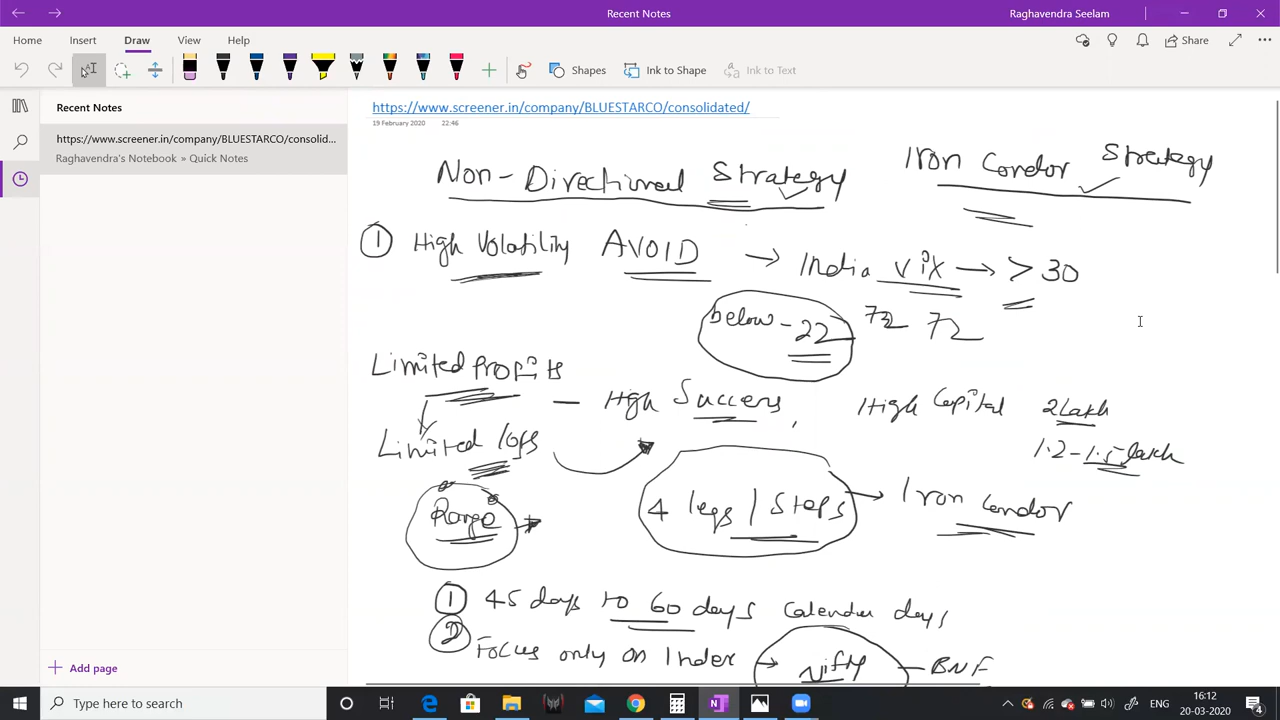 Recent Notes
Raghavendra Seelam
Home Insert Draw View Help
Share
Shapes Ink to Shape Ink to Text
Recent Notes
https://www.screener.in/company/BLUESTARCO/consolid...
Raghavendra's Notebook » Quick Notes
https://www.screener.in/company/BLUESTARCO/consolidated/
19 February 2020 22:46
Non-Directional Strategy
Iron Condor Strategy
1 High Volatility AVOID → India ViX → > 30
below - 22 72 72
Limited Profits - High Success, High Capital 2 Lakh
Limited loss
1.2 - 1.5 lakh
Range →
4 legs / Steps → Iron Condor
1 45 days to 60 days Calendar days
2 Focus only on Index → Nifty - BNF
Add page
Type here to search
16:12
20-03-2020
4